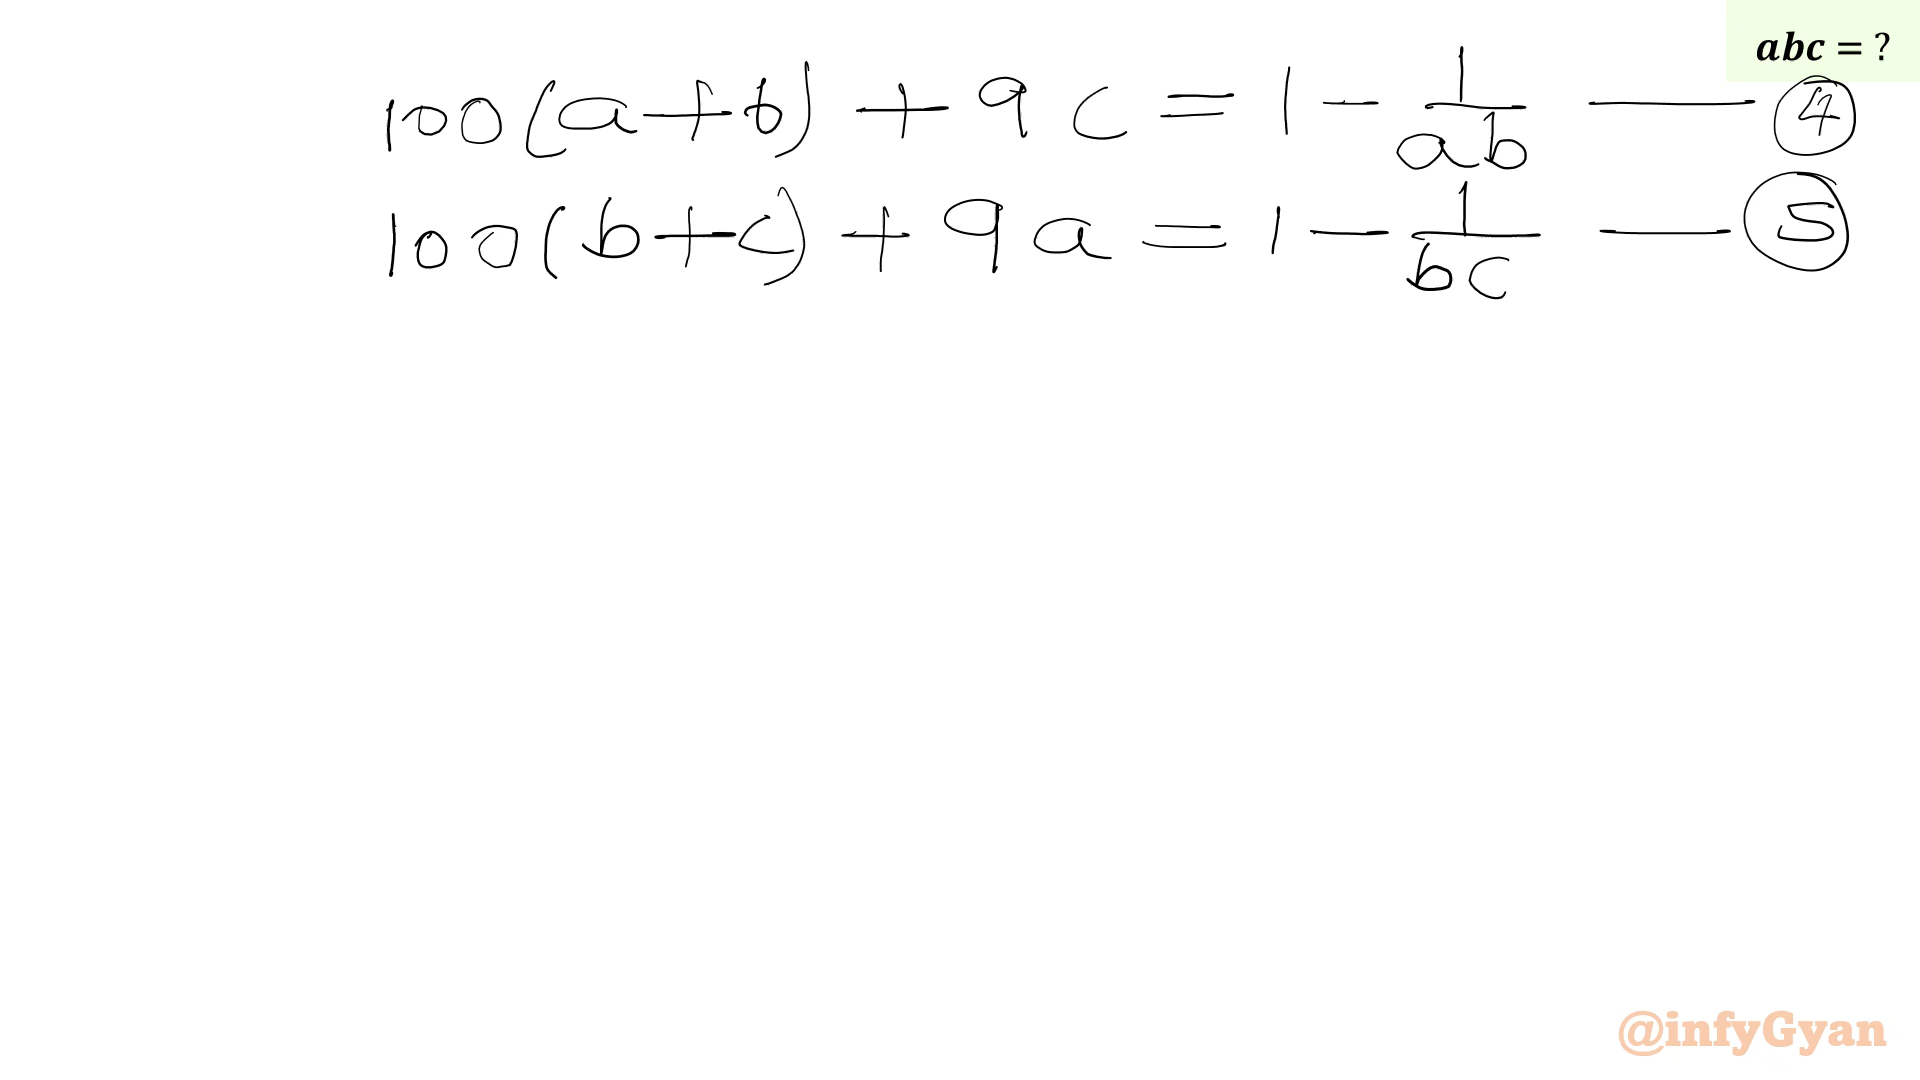 abc = ?
100(a+b) + 9c = 1 - 1/ab — 4
100(b+c) + 9a = 1 - 1/bc — 5
@infyGyan